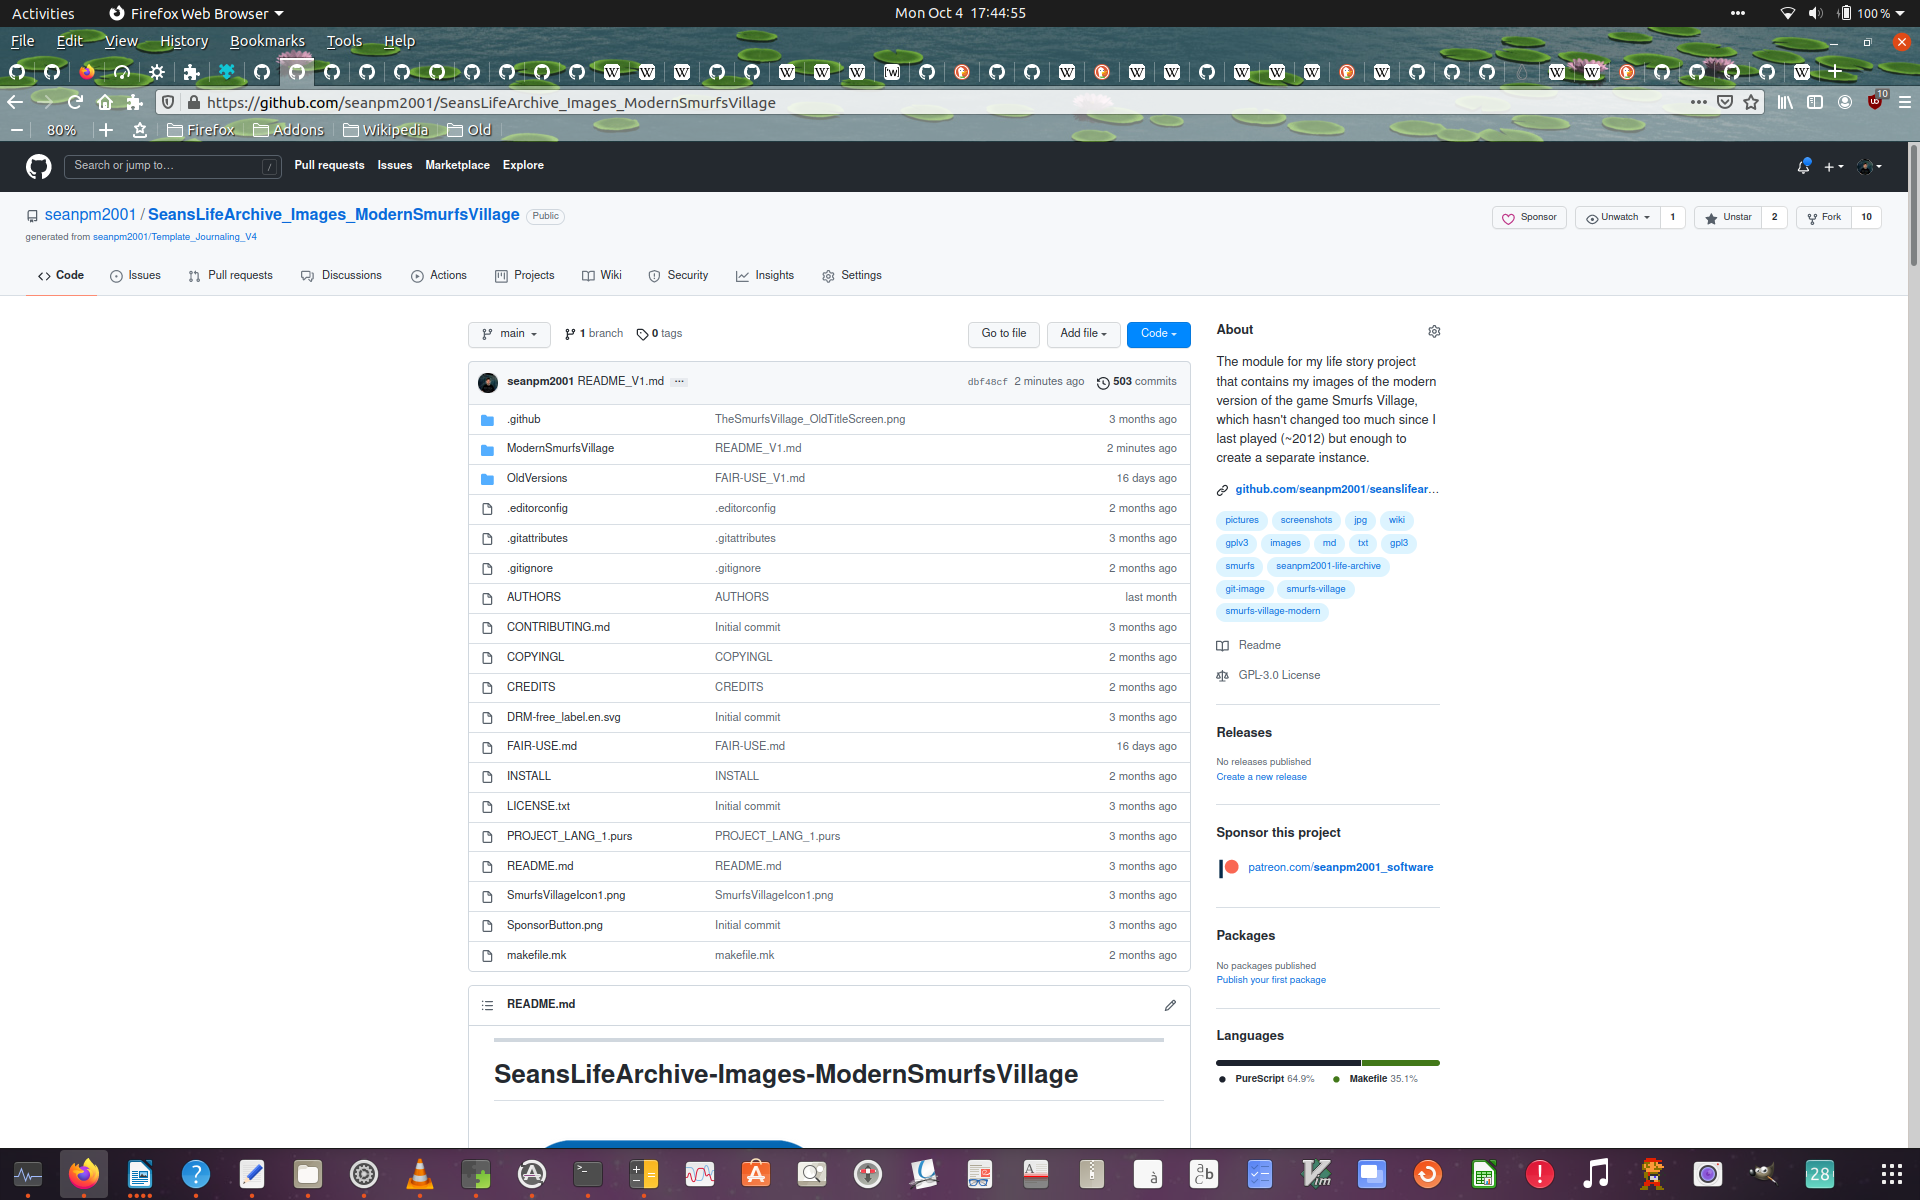 Activities Firefox Web Browser Mon Oct 4 17:44:55 100 %
File Edit View History Bookmarks Tools Help
https://github.com/seanpm2001/SeansLifeArchive_Images_ModernSmurfsVillage 10
80% Firefox Addons Wikipedia Old
Search or jump to... / Pull requests Issues Marketplace Explore
seanpm2001 / SeansLifeArchive_Images_ModernSmurfsVillage Public Sponsor Unwatch 1 Unstar 2 Fork 10
generated from seanpm2001/Template_Journaling_V4
Code Issues Pull requests Discussions Actions Projects Wiki Security Insights Settings
main 1 branch 0 tags Go to file Add file Code
seanpm2001 README_V1.md ... dbf48cf 2 minutes ago 503 commits
.github TheSmurfsVillage_OldTitleScreen.png 3 months ago
ModernSmurfsVillage README_V1.md 2 minutes ago
OldVersions FAIR-USE_V1.md 16 days ago
.editorconfig .editorconfig 2 months ago
.gitattributes .gitattributes 3 months ago
.gitignore .gitignore 2 months ago
AUTHORS AUTHORS last month
CONTRIBUTING.md Initial commit 3 months ago
COPYINGL COPYINGL 2 months ago
CREDITS CREDITS 2 months ago
DRM-free_label.en.svg Initial commit 3 months ago
FAIR-USE.md FAIR-USE.md 16 days ago
INSTALL INSTALL 2 months ago
LICENSE.txt Initial commit 3 months ago
PROJECT_LANG_1.purs PROJECT_LANG_1.purs 3 months ago
README.md README.md 3 months ago
SmurfsVillageIcon1.png SmurfsVillageIcon1.png 3 months ago
SponsorButton.png Initial commit 3 months ago
makefile.mk makefile.mk 2 months ago
README.md
SeansLifeArchive-Images-ModernSmurfsVillage
About
The module for my life story project
that contains my images of the modern
version of the game Smurfs Village,
which hasn't changed too much since I
last played (~2012) but enough to
create a separate instance.
github.com/seanpm2001/seanslifear...
pictures screenshots jpg wiki
gplv3 images md txt gpl3
smurfs seanpm2001-life-archive
git-image smurfs-village
smurfs-village-modern
Readme
GPL-3.0 License
Releases
No releases published
Create a new release
Sponsor this project
patreon.com/seanpm2001_software
Packages
No packages published
Publish your first package
Languages
PureScript 64.9% Makefile 35.1%
28